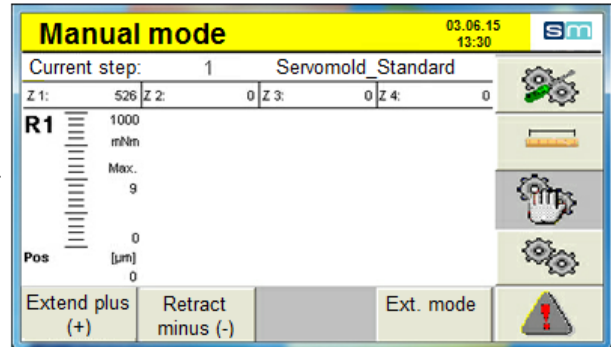 Manual mode
03.06.15
13:30
sm
Current step: 1 Servomold_Standard
Z 1: 526 Z 2: 0 Z 3: 0 Z 4: 0
R1 1000
mNm
Max.
9
0
Pos [µm]
0
Extend plus
(+)
Retract
minus (-)
Ext. mode